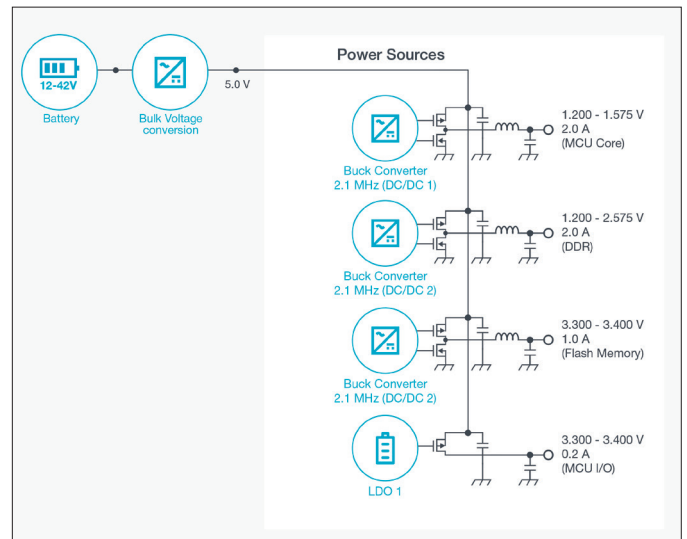 Power Sources
12-42V
Battery
Bulk Voltage
conversion
5.0 V
Buck Converter
2.1 MHz (DC/DC 1)
1.200 - 1.575 V
2.0 A
(MCU Core)
Buck Converter
2.1 MHz (DC/DC 2)
1.200 - 2.575 V
2.0 A
(DDR)
Buck Converter
2.1 MHz (DC/DC 2)
3.300 - 3.400 V
1.0 A
(Flash Memory)
LDO 1
3.300 - 3.400 V
0.2 A
(MCU I/O)